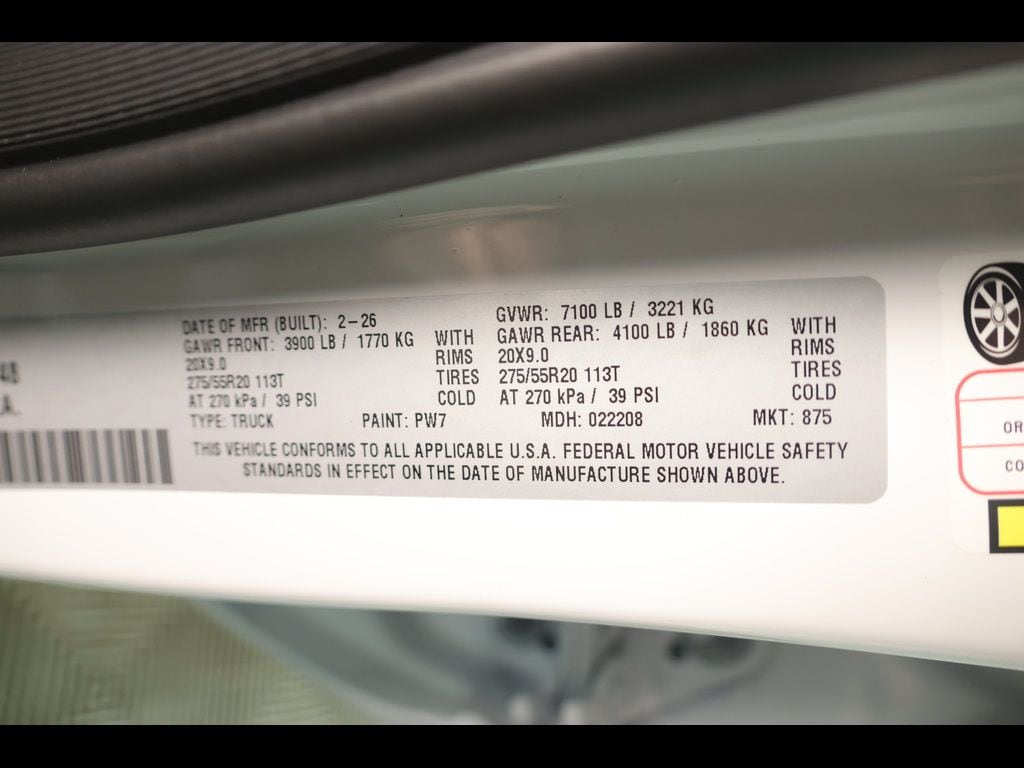 48
A.
DATE OF MFR (BUILT): 2-26
GAWR FRONT: 3900 LB / 1770 KG WITH
20X9.0 RIMS
275/55R20 113T TIRES
AT 270 kPa / 39 PSI COLD
GVWR: 7100 LB / 3221 KG
GAWR REAR: 4100 LB / 1860 KG WITH
20X9.0 RIMS
275/55R20 113T TIRES
AT 270 kPa / 39 PSI COLD
TYPE: TRUCK PAINT: PW7 MDH: 022208 MKT: 875
THIS VEHICLE CONFORMS TO ALL APPLICABLE U.S.A. FEDERAL MOTOR VEHICLE SAFETY
STANDARDS IN EFFECT ON THE DATE OF MANUFACTURE SHOWN ABOVE.
OR
CO